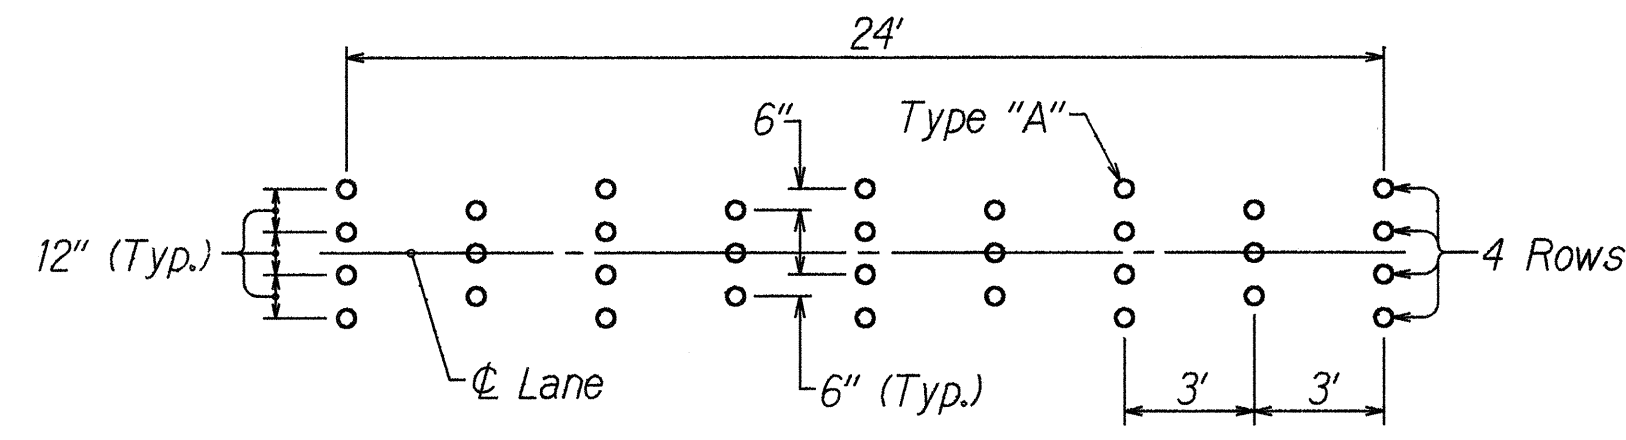 24'
6"
Type "A"
12" (Typ.)
4 Rows
℄ Lane
6" (Typ.)
3'
3'